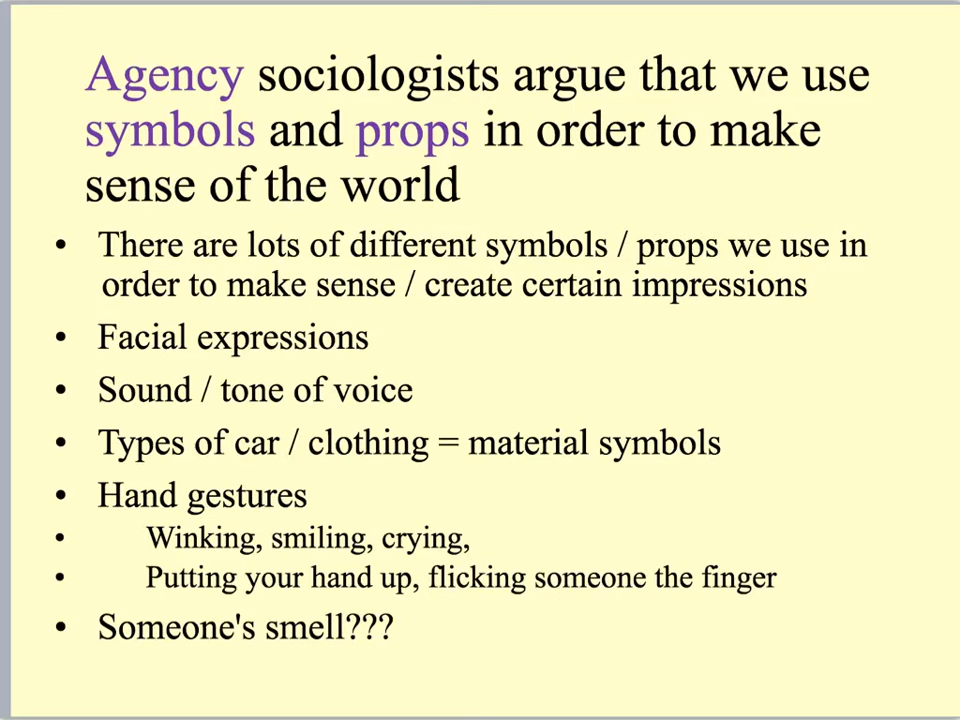 Agency sociologists argue that we use
symbols and props in order to make
sense of the world
• There are lots of different symbols / props we use in
order to make sense / create certain impressions
• Facial expressions
• Sound / tone of voice
• Types of car / clothing = material symbols
• Hand gestures
• Winking, smiling, crying,
• Putting your hand up, flicking someone the finger
• Someone's smell???